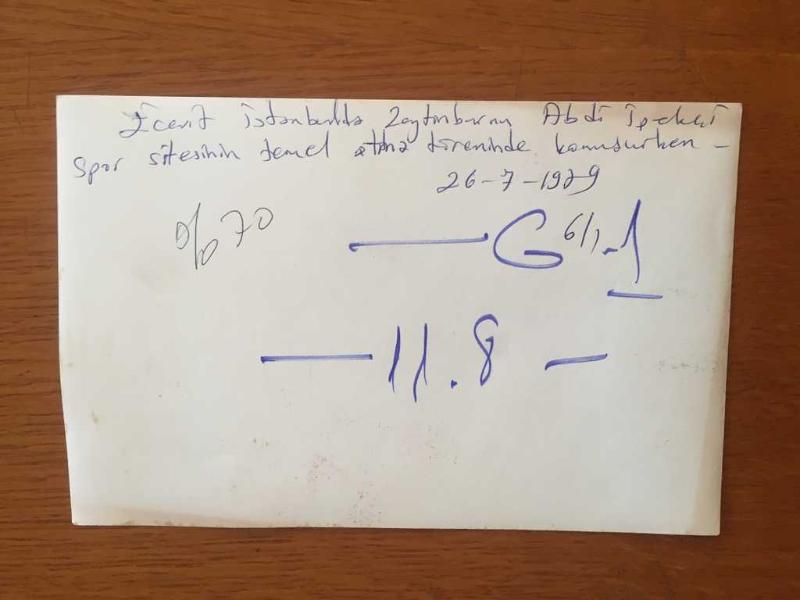 Ecevit İstanbulda Zeytinburnu Abdi İpekçi
Spor sitesinin temel atma töreninde konuşurken -
26-7-1979
%70 — G 6/1.1 —
— 11.8 —